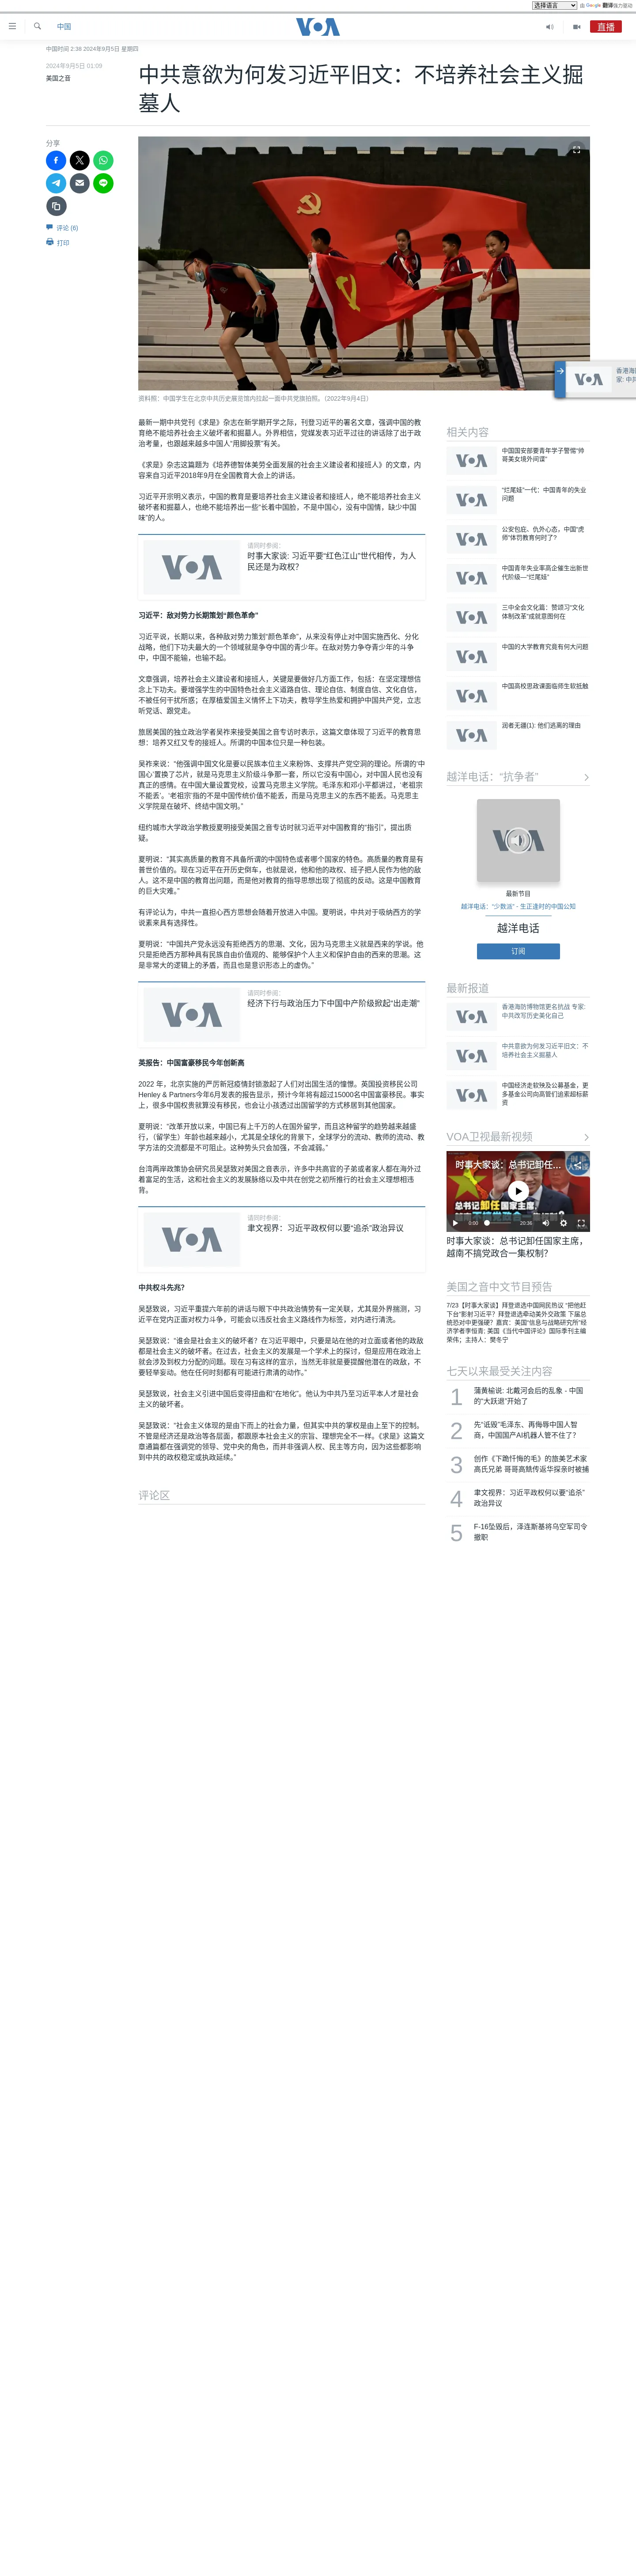 选择语言 由 Google 翻译强力驱动
中国
VOA
直播
中国时间 2:38 2024年9月5日 星期四
2024年9月5日 01:09
美国之音
中共意欲为何发习近平旧文：不培养社会主义掘
墓人
分享
评论 (6)
打印
资料照：中国学生在北京中共历史展览馆内拉起一面中共党旗拍照。（2022年9月4日）
最新一期中共党刊《求是》杂志在新学期开学之际，刊登习近平的署名文章，强调中国的教
育绝不能培养社会主义破坏者和掘墓人。外界相信，党媒发表习近平过往的讲话除了出于政
治考量，也跟越来越多中国人“用脚投票”有关。
《求是》杂志这篇题为《培养德智体美劳全面发展的社会主义建设者和接班人》的文章，内
容来自习近平2018年9月在全国教育大会上的讲话。
习近平开宗明义表示，中国的教育是要培养社会主义建设者和接班人，绝不能培养社会主义
破坏者和掘墓人，也绝不能培养出一些“长着中国脸，不是中国心，没有中国情，缺少中国
味”的人。
请同时参阅：
时事大家谈: 习近平要“红色江山”世代相传，为人
民还是为政权？
习近平：敌对势力长期策划“颜色革命”
习近平说，长期以来，各种敌对势力策划“颜色革命”，从来没有停止对中国实施西化、分化
战略，他们下功夫最大的一个领域就是争夺中国的青少年。在敌对势力争夺青少年的斗争
中，中国不能输，也输不起。
文章强调，培养社会主义建设者和接班人，关键是要做好几方面工作，包括：在坚定理想信
念上下功夫。要增强学生的中国特色社会主义道路自信、理论自信、制度自信、文化自信，
不被任何干扰所惑；在厚植爱国主义情怀上下功夫，教导学生热爱和拥护中国共产党，立志
听党话、跟党走。
旅居美国的独立政治学者吴祚来接受美国之音专访时表示，这篇文章体现了习近平的教育思
想：培养又红又专的接班人。所谓的中国本位只是一种包装。
吴祚来说：“他强调中国文化是要以民族本位主义来粉饰、支撑共产党空洞的理论。所谓的‘中
国心’置换了芯片，就是马克思主义阶级斗争那一套，所以它没有中国心，对中国人民也没有
真正的感情。在中国大量设置党校，设置马克思主义学院。毛泽东和邓小平都讲过，‘老祖宗
不能丢’。‘老祖宗’指的不是中国传统价值不能丢，而是马克思主义的东西不能丢。马克思主
义学院是在破坏、终结中国文明。”
纽约城市大学政治学教授夏明接受美国之音专访时就习近平对中国教育的“指引”，提出质
疑。
夏明说：“其实高质量的教育不具备所谓的中国特色或者哪个国家的特色。高质量的教育是有
普世价值的。现在习近平在开历史倒车，也就是说，他和他的政权、班子把人民作为他的敌
人。这不是中国的教育出问题，而是他对教育的指导思想出现了彻底的反动。这是中国教育
的巨大灾难。”
有评论认为，中共一直担心西方思想会随着开放进入中国。夏明说，中共对于吸纳西方的学
说素来具有选择性。
夏明说：“中国共产党永远没有拒绝西方的思潮、文化，因为马克思主义就是西来的学说。他
只是拒绝西方那种具有民族自由价值观的、能够保护个人主义和保护自由的西来的思潮。这
是非常大的逻辑上的矛盾，而且也是意识形态上的虚伪。”
请同时参阅：
经济下行与政治压力下中国中产阶级掀起“出走潮”
英报告：中国富豪移民今年创新高
2022 年，北京实施的严厉新冠疫情封锁激起了人们对出国生活的憧憬。英国投资移民公司
Henley & Partners今年6月发表的报告显示，预计今年将有超过15000名中国富豪移民。事实
上，很多中国权贵就算没有移民，也会让小孩透过出国留学的方式移居到其他国家。
夏明说：“改革开放以来，中国已有上千万的人在国外留学，而且这种留学的趋势越来越盛
行，（留学生）年龄也越来越小，尤其是全球化的背景下，全球学分的流动、教师的流动、教
学方法的交流都是不可阻止。这种势头只会加强，不会减弱。”
台湾两岸政策协会研究员吴瑟致对美国之音表示，许多中共高官的子弟或者家人都在海外过
着富足的生活，这和社会主义的发展脉络以及中共在创党之初所推行的社会主义理想相违
背。
请同时参阅：
聿文视界：习近平政权何以要“追杀”政治异议
中共权斗先兆？
吴瑟致说，习近平重提六年前的讲话与眼下中共政治情势有一定关联，尤其是外界揣测，习
近平在党内正面对权力斗争，可能会以违反社会主义路线作为标签，对内进行清洗。
吴瑟致说：“谁会是社会主义的破坏者？在习近平眼中，只要是站在他的对立面或者他的政敌
都是社会主义的破坏者。在过去，社会主义的发展是一个学术上的探讨，但是应用在政治上
就会涉及到权力分配的问题。现在习有这样的宣示，当然无非就是要提醒他潜在的政敌，不
要轻举妄动。他在任何时刻都有可能进行肃清的动作。”
吴瑟致说，社会主义引进中国后变得扭曲和“在地化”。他认为中共乃至习近平本人才是社会
主义的破坏者。
吴瑟致说：“社会主义体现的是由下而上的社会力量，但其实中共的掌权是由上至下的控制。
不管是经济还是政治等各层面，都跟原本社会主义的宗旨、理想完全不一样。《求是》这篇文
章通篇都在强调党的领导、党中央的角色，而并非强调人权、民主等方向，因为这些都影响
到中共的政权稳定或执政延续。”
评论区
相关内容
中国国安部要青年学子警惕“帅
哥美女境外间谍”
“烂尾娃”一代：中国青年的失业
问题
公安包庇、仇外心态，中国“虎
师”体罚教育何时了?
中国青年失业率高企催生出新世
代阶级—“烂尾娃”
三中全会文化篇：赞颂习“文化
体制改革”成就意图何在
中国的大学教育究竟有何大问题
中国高校思政课面临师生软抵触
润者无疆(1): 他们逃离的理由
越洋电话：“抗争者”
最新节目
越洋电话：“少数派” - 生正逢时的中国公知
越洋电话
订阅
最新报道
香港海防博物馆更名抗战 专家:
中共改写历史美化自己
中共意欲为何发习近平旧文：不
培养社会主义掘墓人
中国经济走软殃及公募基金，更
多基金公司向高管们追索超标薪
资
VOA卫视最新视频
时事大家谈：总书记卸任...
0:00 20:36
时事大家谈：总书记卸任国家主席，
越南不搞党政合一集权制？
美国之音中文节目预告
7/23【时事大家谈】拜登退选中国网民热议 “把他赶
下台”影射习近平？拜登退选牵动美外交政策 下届总
统恐对中更强硬？嘉宾：美国“信息与战略研究所”经
济学者李恒青; 美国《当代中国评论》国际季刊主编
荣伟；主持人：樊冬宁
七天以来最受关注内容
1 蒲黄榆说: 北戴河会后的乱象 - 中国
的“大跃退”开始了
2 先“诋毁”毛泽东、再侮辱中国人智
商，中国国产AI机器人管不住了？
3 创作《下跪忏悔的毛》的旅美艺术家
高氏兄弟 哥哥高兟传返华探亲时被捕
4 聿文视界：习近平政权何以要“追杀”
政治异议
5 F-16坠毁后，泽连斯基将乌空军司令
撤职